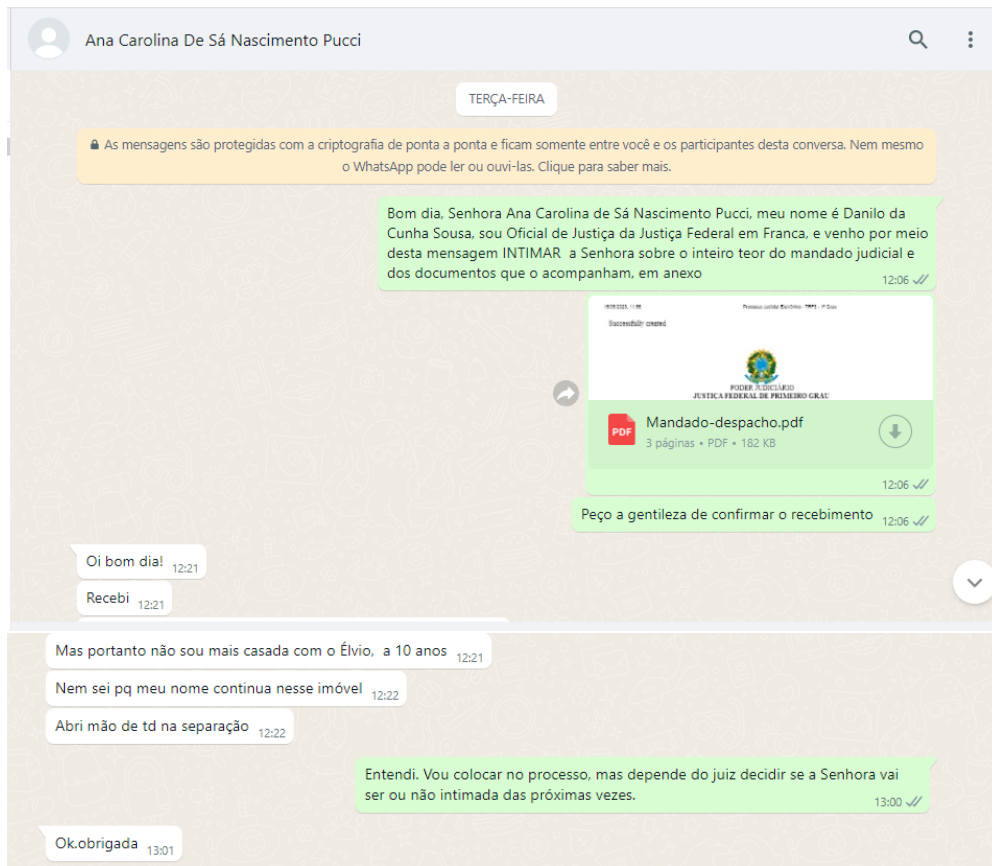 Ana Carolina De Sá Nascimento Pucci
TERÇA-FEIRA
As mensagens são protegidas com a criptografia de ponta a ponta e ficam somente entre você e os participantes desta conversa. Nem mesmo
o WhatsApp pode ler ou ouvi-las. Clique para saber mais.
Bom dia, Senhora Ana Carolina de Sá Nascimento Pucci, meu nome é Danilo da
Cunha Sousa, sou Oficial de Justiça da Justiça Federal em Franca, e venho por meio
desta mensagem INTIMAR a Senhora sobre o inteiro teor do mandado judicial e
dos documentos que o acompanham, em anexo
12:06
Successfully created
PODER JUDICIÁRIO
JUSTIÇA FEDERAL DE PRIMEIRO GRAU
PDF
Mandado-despacho.pdf
3 páginas • PDF • 182 KB
12:06
Peço a gentileza de confirmar o recebimento 12:06
Oi bom dia! 12:21
Recebi 12:21
Mas portanto não sou mais casada com o Élvio, a 10 anos 12:21
Nem sei pq meu nome continua nesse imóvel 12:22
Abri mão de td na separação 12:22
Entendi. Vou colocar no processo, mas depende do juiz decidir se a Senhora vai
ser ou não intimada das próximas vezes.
13:00
Ok.obrigada 13:01